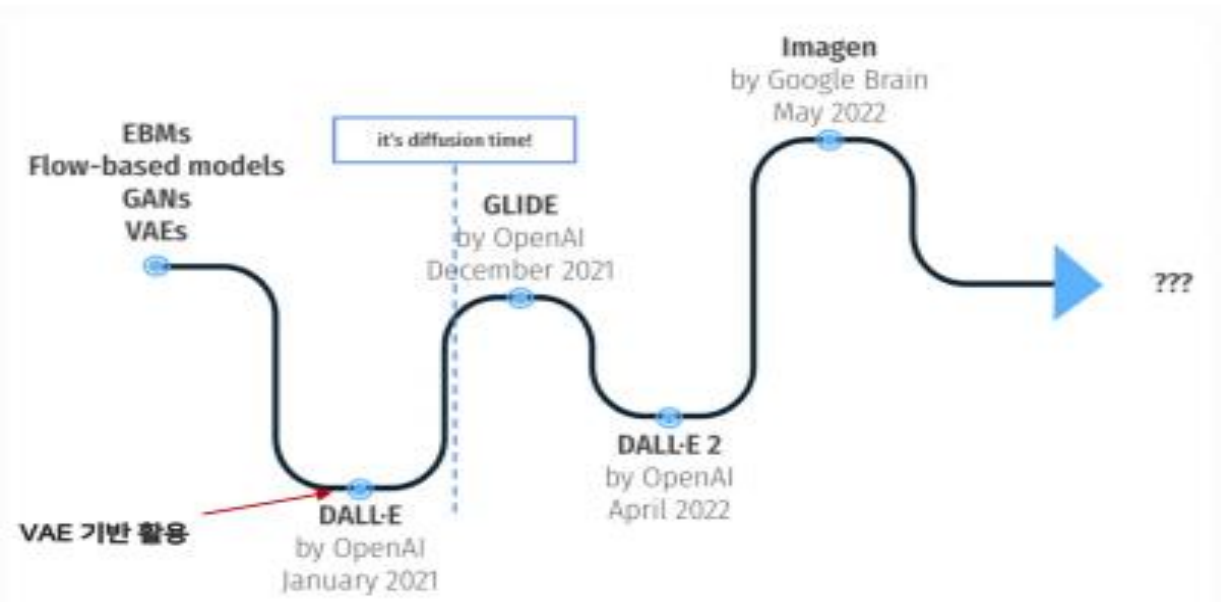 EBMs
Flow-based models
GANs
VAEs
VAE 기반 활용
DALL·E
by OpenAI
January 2021
it's diffusion time!
GLIDE
by OpenAI
December 2021
DALL·E 2
by OpenAI
April 2022
Imagen
by Google Brain
May 2022
???